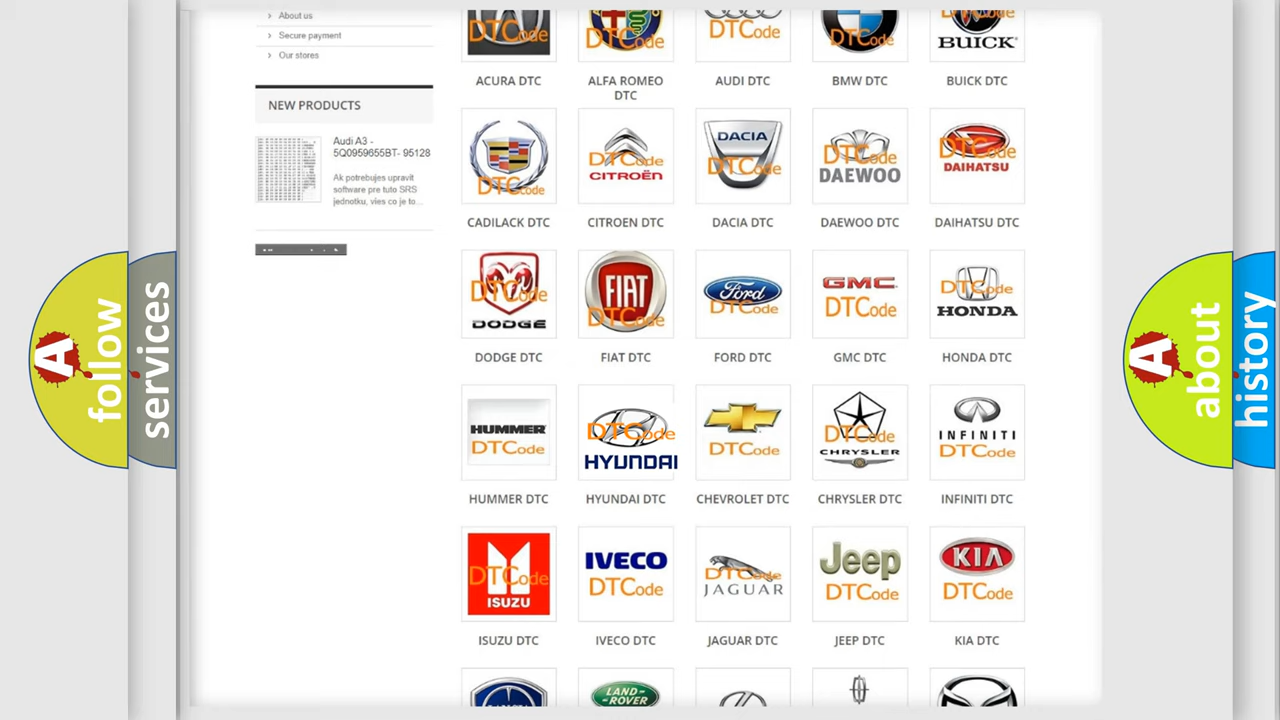 About us
Secure payment
Our stores
NEW PRODUCTS
Audi A3 -
5Q0959655BT- 95128
Ak potrebujes upravit
software pre tuto SRS
jednotku, vies co je to...
DTCode
DTCode
DTCode
DTCode
BUICK
ACURA DTC
ALFA ROMEO
DTC
AUDI DTC
BMW DTC
BUICK DTC
DTCode
DTCode
CITROËN
DACIA
DTCode
DTCode
DAEWOO
DTCode
DAIHATSU
CADILACK DTC
CITROEN DTC
DACIA DTC
DAEWOO DTC
DAIHATSU DTC
DTCode
DODGE
FIAT
DTCode
Ford
DTCode
GMC
DTCode
DTCode
HONDA
DODGE DTC
FIAT DTC
FORD DTC
GMC DTC
HONDA DTC
HUMMER
DTCode
DTCode
HYUNDAI
DTCode
DTCode
CHRYSLER
INFINITI
DTCode
HUMMER DTC
HYUNDAI DTC
CHEVROLET DTC
CHRYSLER DTC
INFINITI DTC
DTCode
ISUZU
IVECO
DTCode
DTCode
JAGUAR
Jeep
DTCode
KIA
DTCode
ISUZU DTC
IVECO DTC
JAGUAR DTC
JEEP DTC
KIA DTC
LAND-
ROVER
A
follow
services
A
about
history